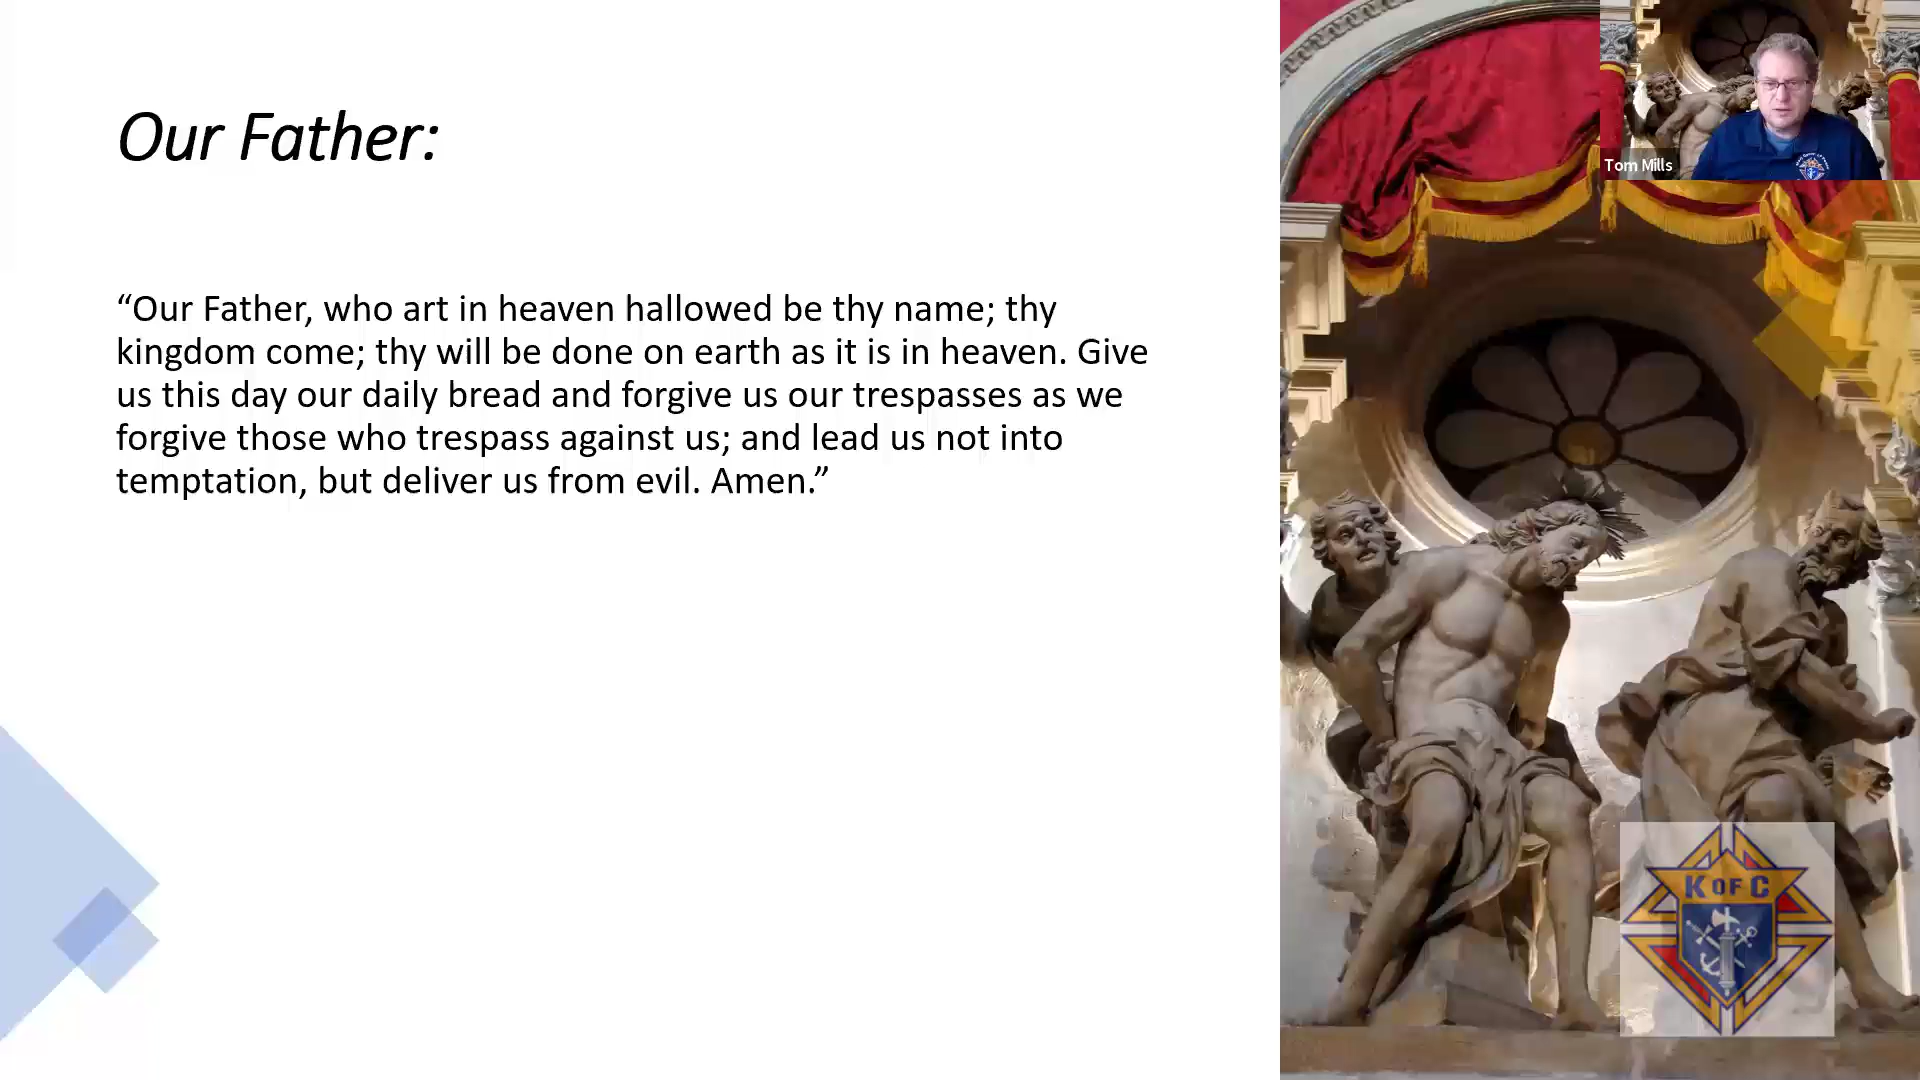 Our Father:
“Our Father, who art in heaven hallowed be thy name; thy
kingdom come; thy will be done on earth as it is in heaven. Give
us this day our daily bread and forgive us our trespasses as we
forgive those who trespass against us; and lead us not into
temptation, but deliver us from evil. Amen.”
Tom Mills
K OF C